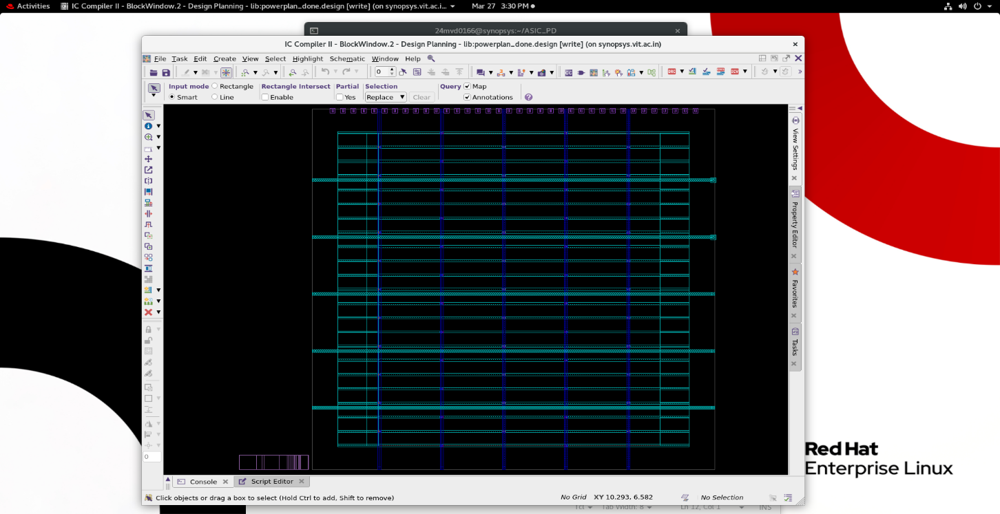 Activities IC Compiler II - BlockWindow.2 - Design Planning - lib:powerplan_done.design [write] (on synopsys.vit.ac.i... Mar 27 3:30 PM
24mvd0166@synopsys:~/ASIC_PD
IC Compiler II - BlockWindow.2 - Design Planning - lib:powerplan_done.design [write] (on synopsys.vit.ac.in)
File Task Edit Create View Select Highlight Schematic Window Help
0
Input mode Rectangle Rectangle Intersect Partial Selection Query Map
Smart Line Enable Yes Replace Clear Annotations
View Settings
Property Editor
Favorites
Tasks
0
Console Script Editor
Click objects or drag a box to select (Hold Ctrl to add, Shift to remove) No Grid XY 10.293, 6.582 No Selection
Tcl Tab Width: 8 Ln 12, Col 1 INS
Red Hat
Enterprise Linux